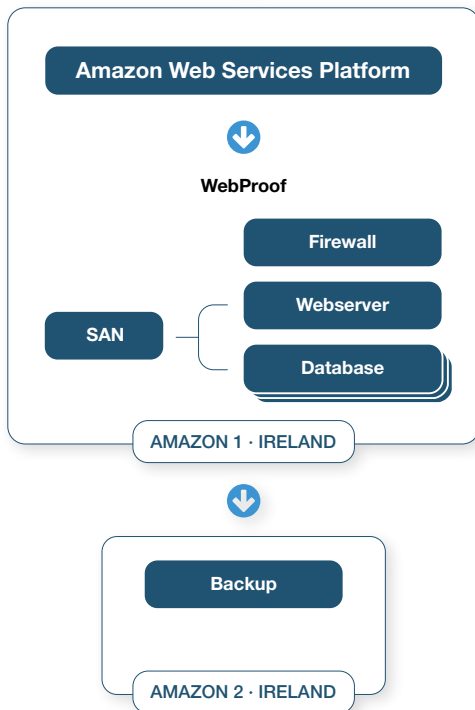 Amazon Web Services Platform
WebProof
Firewall
Webserver
SAN
Database
AMAZON 1 · IRELAND
Backup
AMAZON 2 · IRELAND